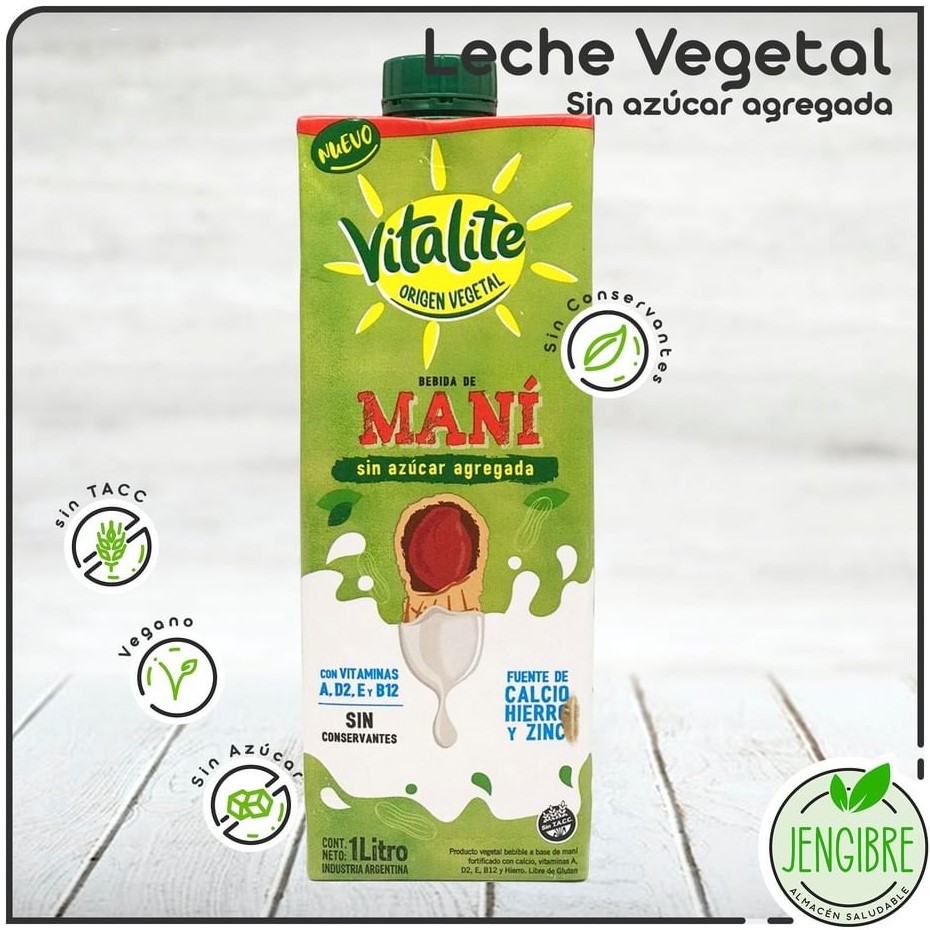 Leche Vegetal
Sin azúcar agregada
NUEVO
Vitalite
ORIGEN VEGETAL
Sin Conservantes
BEBIDA DE
MANÍ
sin azúcar agregada
sin TACC
Vegano
CON VITAMINAS
A, D2, E Y B12
SIN
CONSERVANTES
FUENTE DE
CALCIO
HIERRO
Y ZINC
Sin Azúcar
Sin T.A.C.C.
CONT.
NETO: 1Litro
INDUSTRIA ARGENTINA
Producto vegetal bebible a base de maní
fortificado con calcio, vitaminas A,
D2, E, B12 y Hierro. Libre de Gluten
JENGIBRE
ALMACÉN SALUDABLE